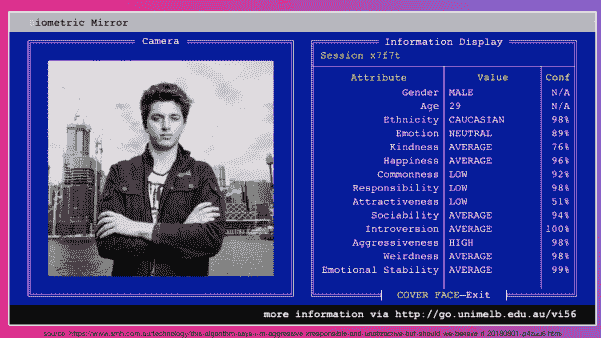 Biometric Mirror
Camera
Information Display
Session x7f7t
Attribute Value Conf
Gender MALE N/A
Age 29 N/A
Ethnicity CAUCASIAN 98%
Emotion NEUTRAL 89%
Kindness AVERAGE 76%
Happiness AVERAGE 96%
Commonness LOW 92%
Responsibility LOW 98%
Attractiveness LOW 51%
Sociability AVERAGE 94%
Introversion AVERAGE 100%
Aggressiveness HIGH 98%
Weirdness AVERAGE 98%
Emotional Stability AVERAGE 99%
COVER FACE—Exit
more information via http://go.unimelb.edu.au/vi56
source: